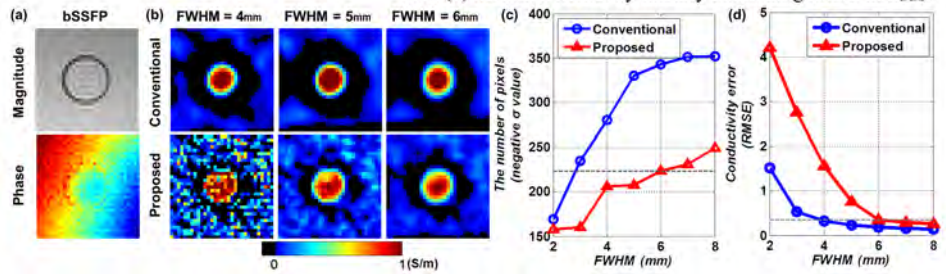 (a) bSSFP
Magnitude
Phase
(b) FWHM = 4mm FWHM = 5mm FWHM = 6mm
Conventional
Proposed
0 1 (S/m)
(c)
The number of pixels
(negative σ value)
Conventional
Proposed
400
350
300
250
200
150
2 4 6 8
FWHM (mm)
(d)
Conductivity error
(RMSE)
Conventional
Proposed
5
4
3
2
1
0
2 4 6 8
FWHM (mm)